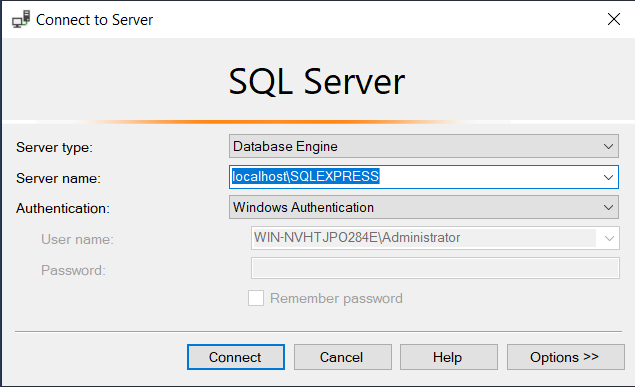 Connect to Server
SQL Server
Server type: Database Engine
Server name: localhost\SQLEXPRESS
Authentication: Windows Authentication
User name: WIN-NVHTJPO284E\Administrator
Password:
Remember password
Connect Cancel Help Options >>